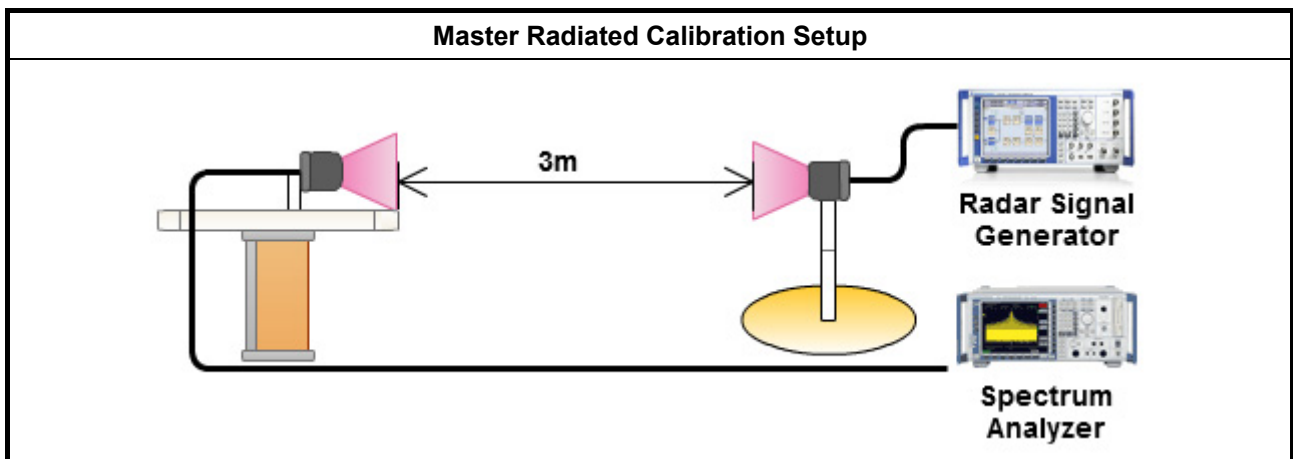 Master Radiated Calibration Setup
3m
Radar Signal
Generator
Spectrum
Analyzer